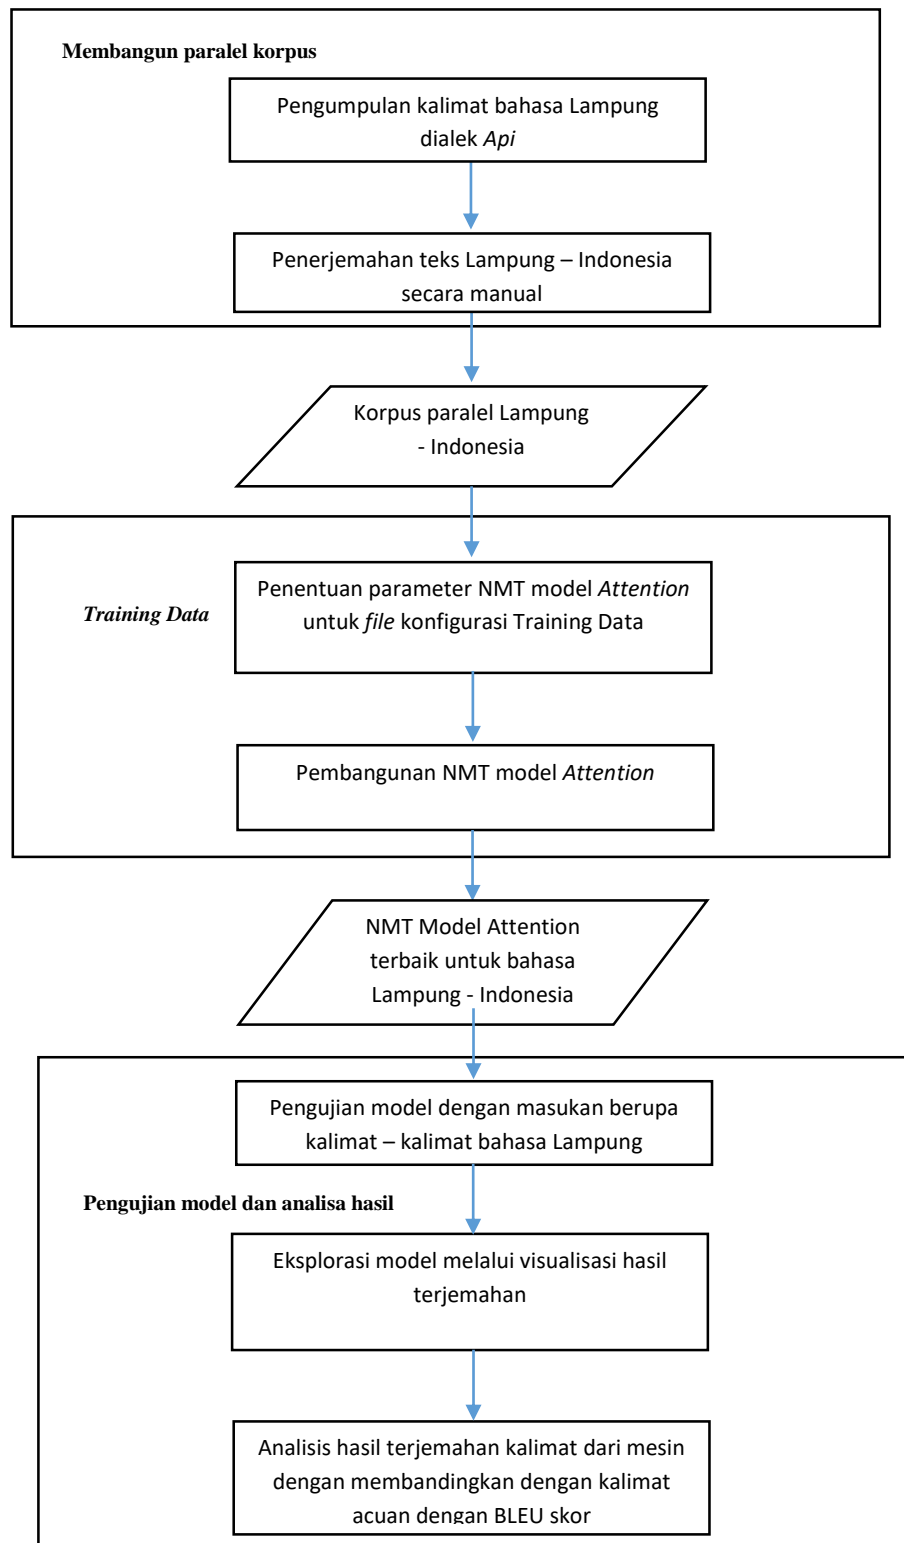 Membangun paralel korpus
Pengumpulan kalimat bahasa Lampung
dialek Api
Penerjemahan teks Lampung – Indonesia
secara manual
Korpus paralel Lampung
- Indonesia
Penentuan parameter NMT model Attention
untuk file konfigurasi Training Data
Training Data
Pembangunan NMT model Attention
NMT Model Attention
terbaik untuk bahasa
Lampung - Indonesia
Pengujian model dengan masukan berupa
kalimat – kalimat bahasa Lampung
Pengujian model dan analisa hasil
Eksplorasi model melalui visualisasi hasil
terjemahan
Analisis hasil terjemahan kalimat dari mesin
dengan membandingkan dengan kalimat
acuan dengan BLEU skor